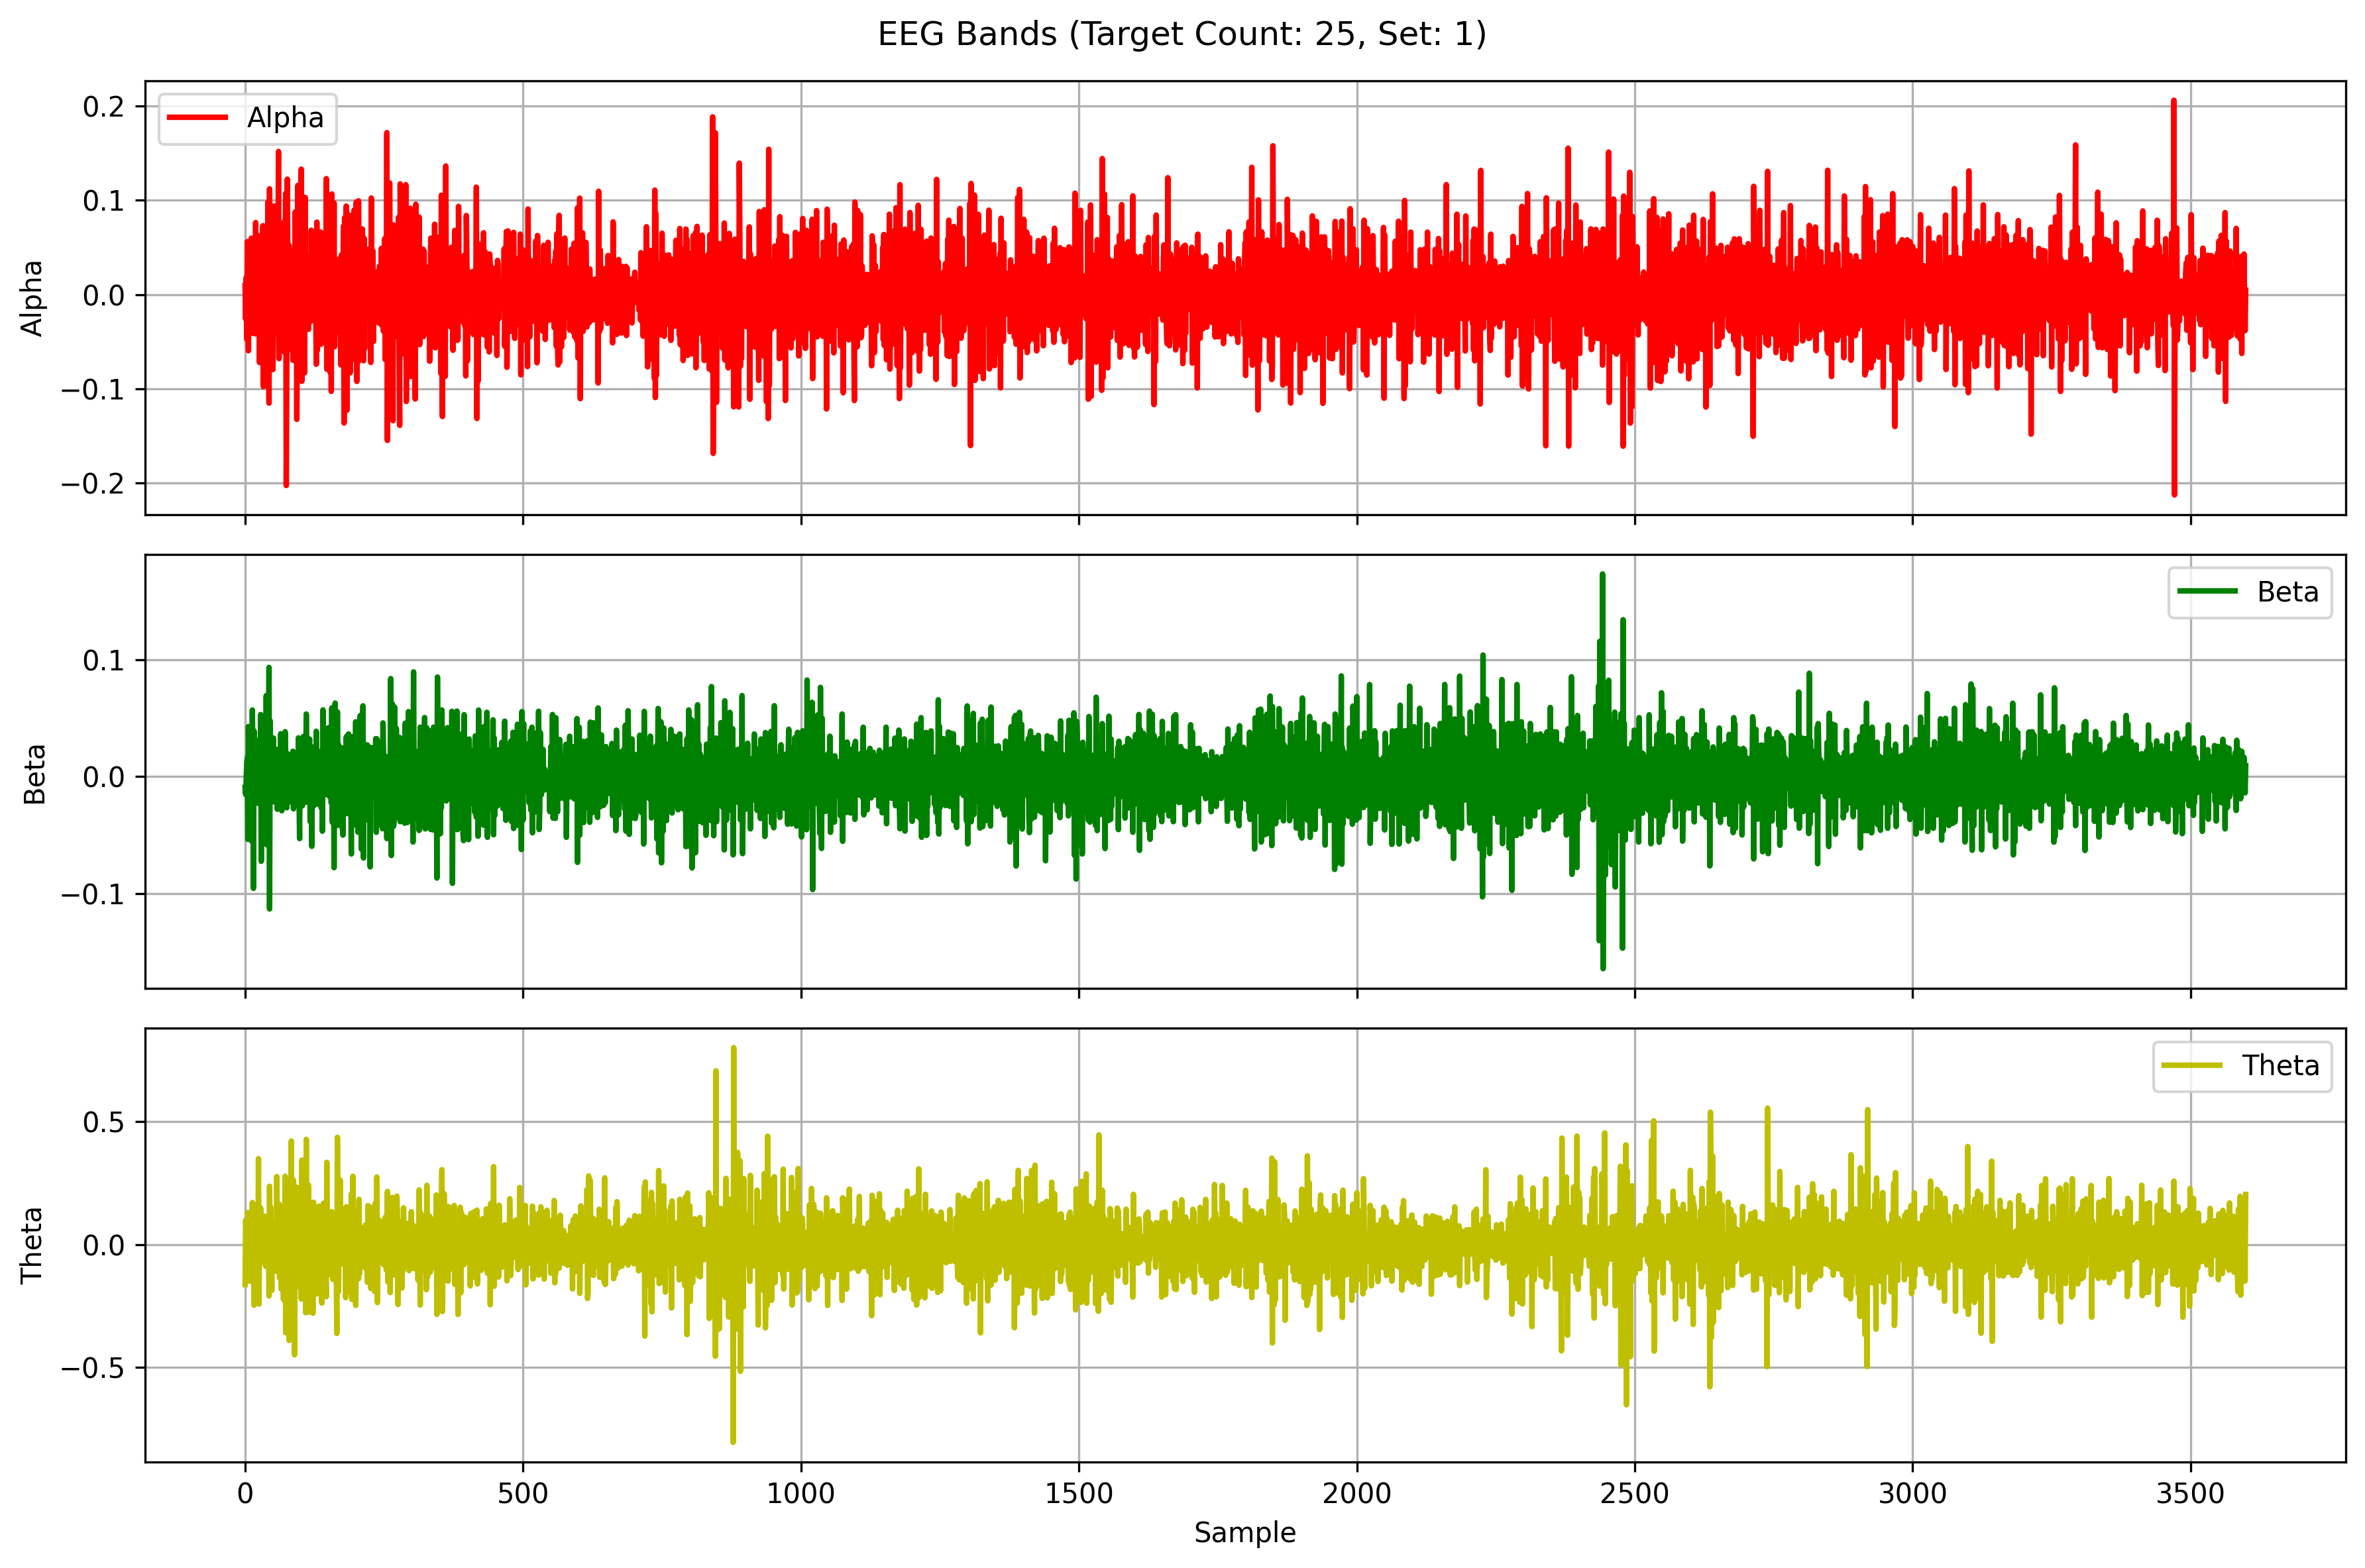 EEG Bands (Target Count: 25, Set: 1)
Alpha
0.2
0.1
0.0
−0.1
−0.2
Alpha
Beta
0.1
0.0
−0.1
Beta
Theta
0.5
0.0
−0.5
Theta
0 500 1000 1500 2000 2500 3000 3500
Sample